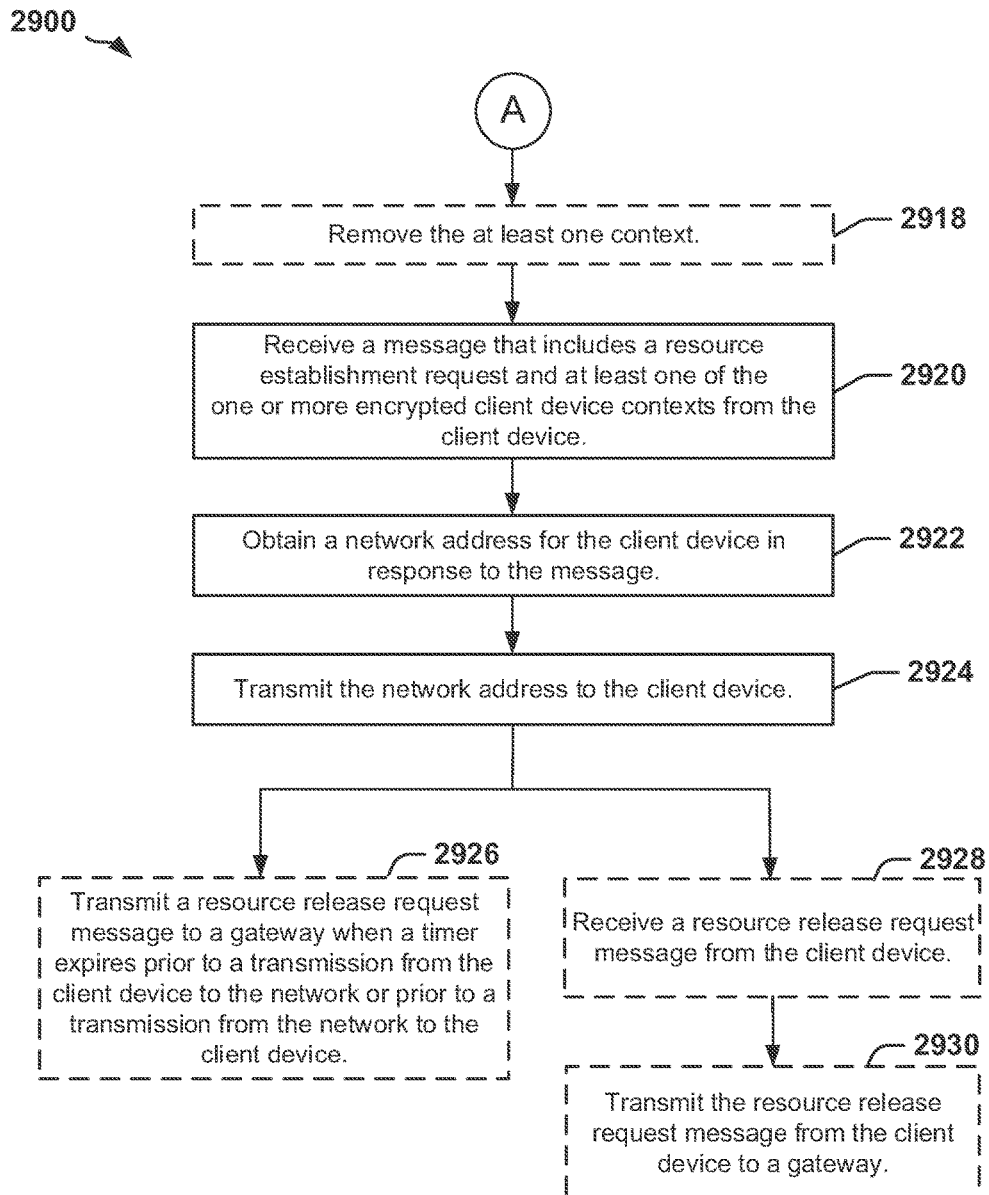 2900
A
Remove the at least one context.
2918
Receive a message that includes a resource
establishment request and at least one of the
one or more encrypted client device contexts from the
client device.
2920
Obtain a network address for the client device in
response to the message.
2922
Transmit the network address to the client device.
2924
2926
Transmit a resource release request
message to a gateway when a timer
expires prior to a transmission from the
client device to the network or prior to a
transmission from the network to the
client device.
2928
Receive a resource release request
message from the client device.
2930
Transmit the resource release
request message from the client
device to a gateway.